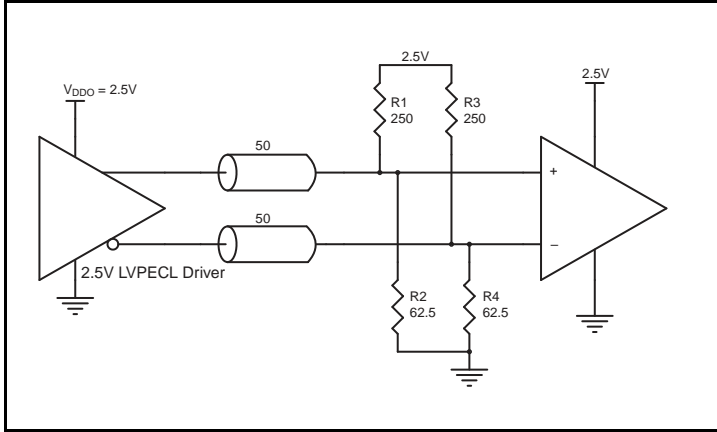 2.5V
2.5V
V_DDO = 2.5V
R1
250
R3
250
50
+
50
–
2.5V LVPECL Driver
R2
62.5
R4
62.5